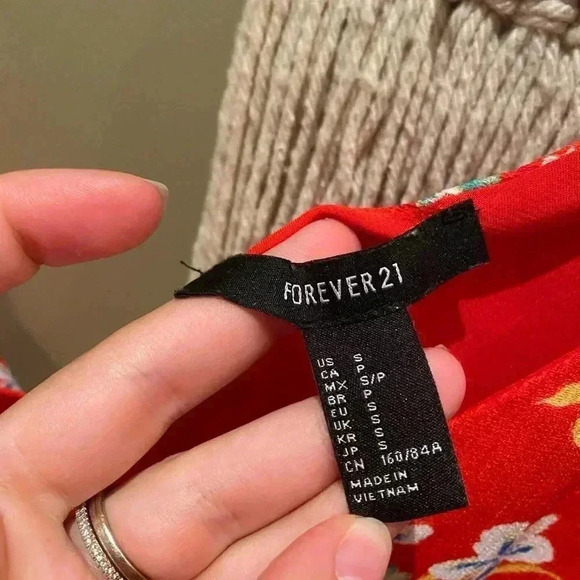 FOREVER 21
US S
CA P
MX S/P
BR P
EU S
UK S
KR S
JP S
CN 160/84A
MADE IN
VIETNAM